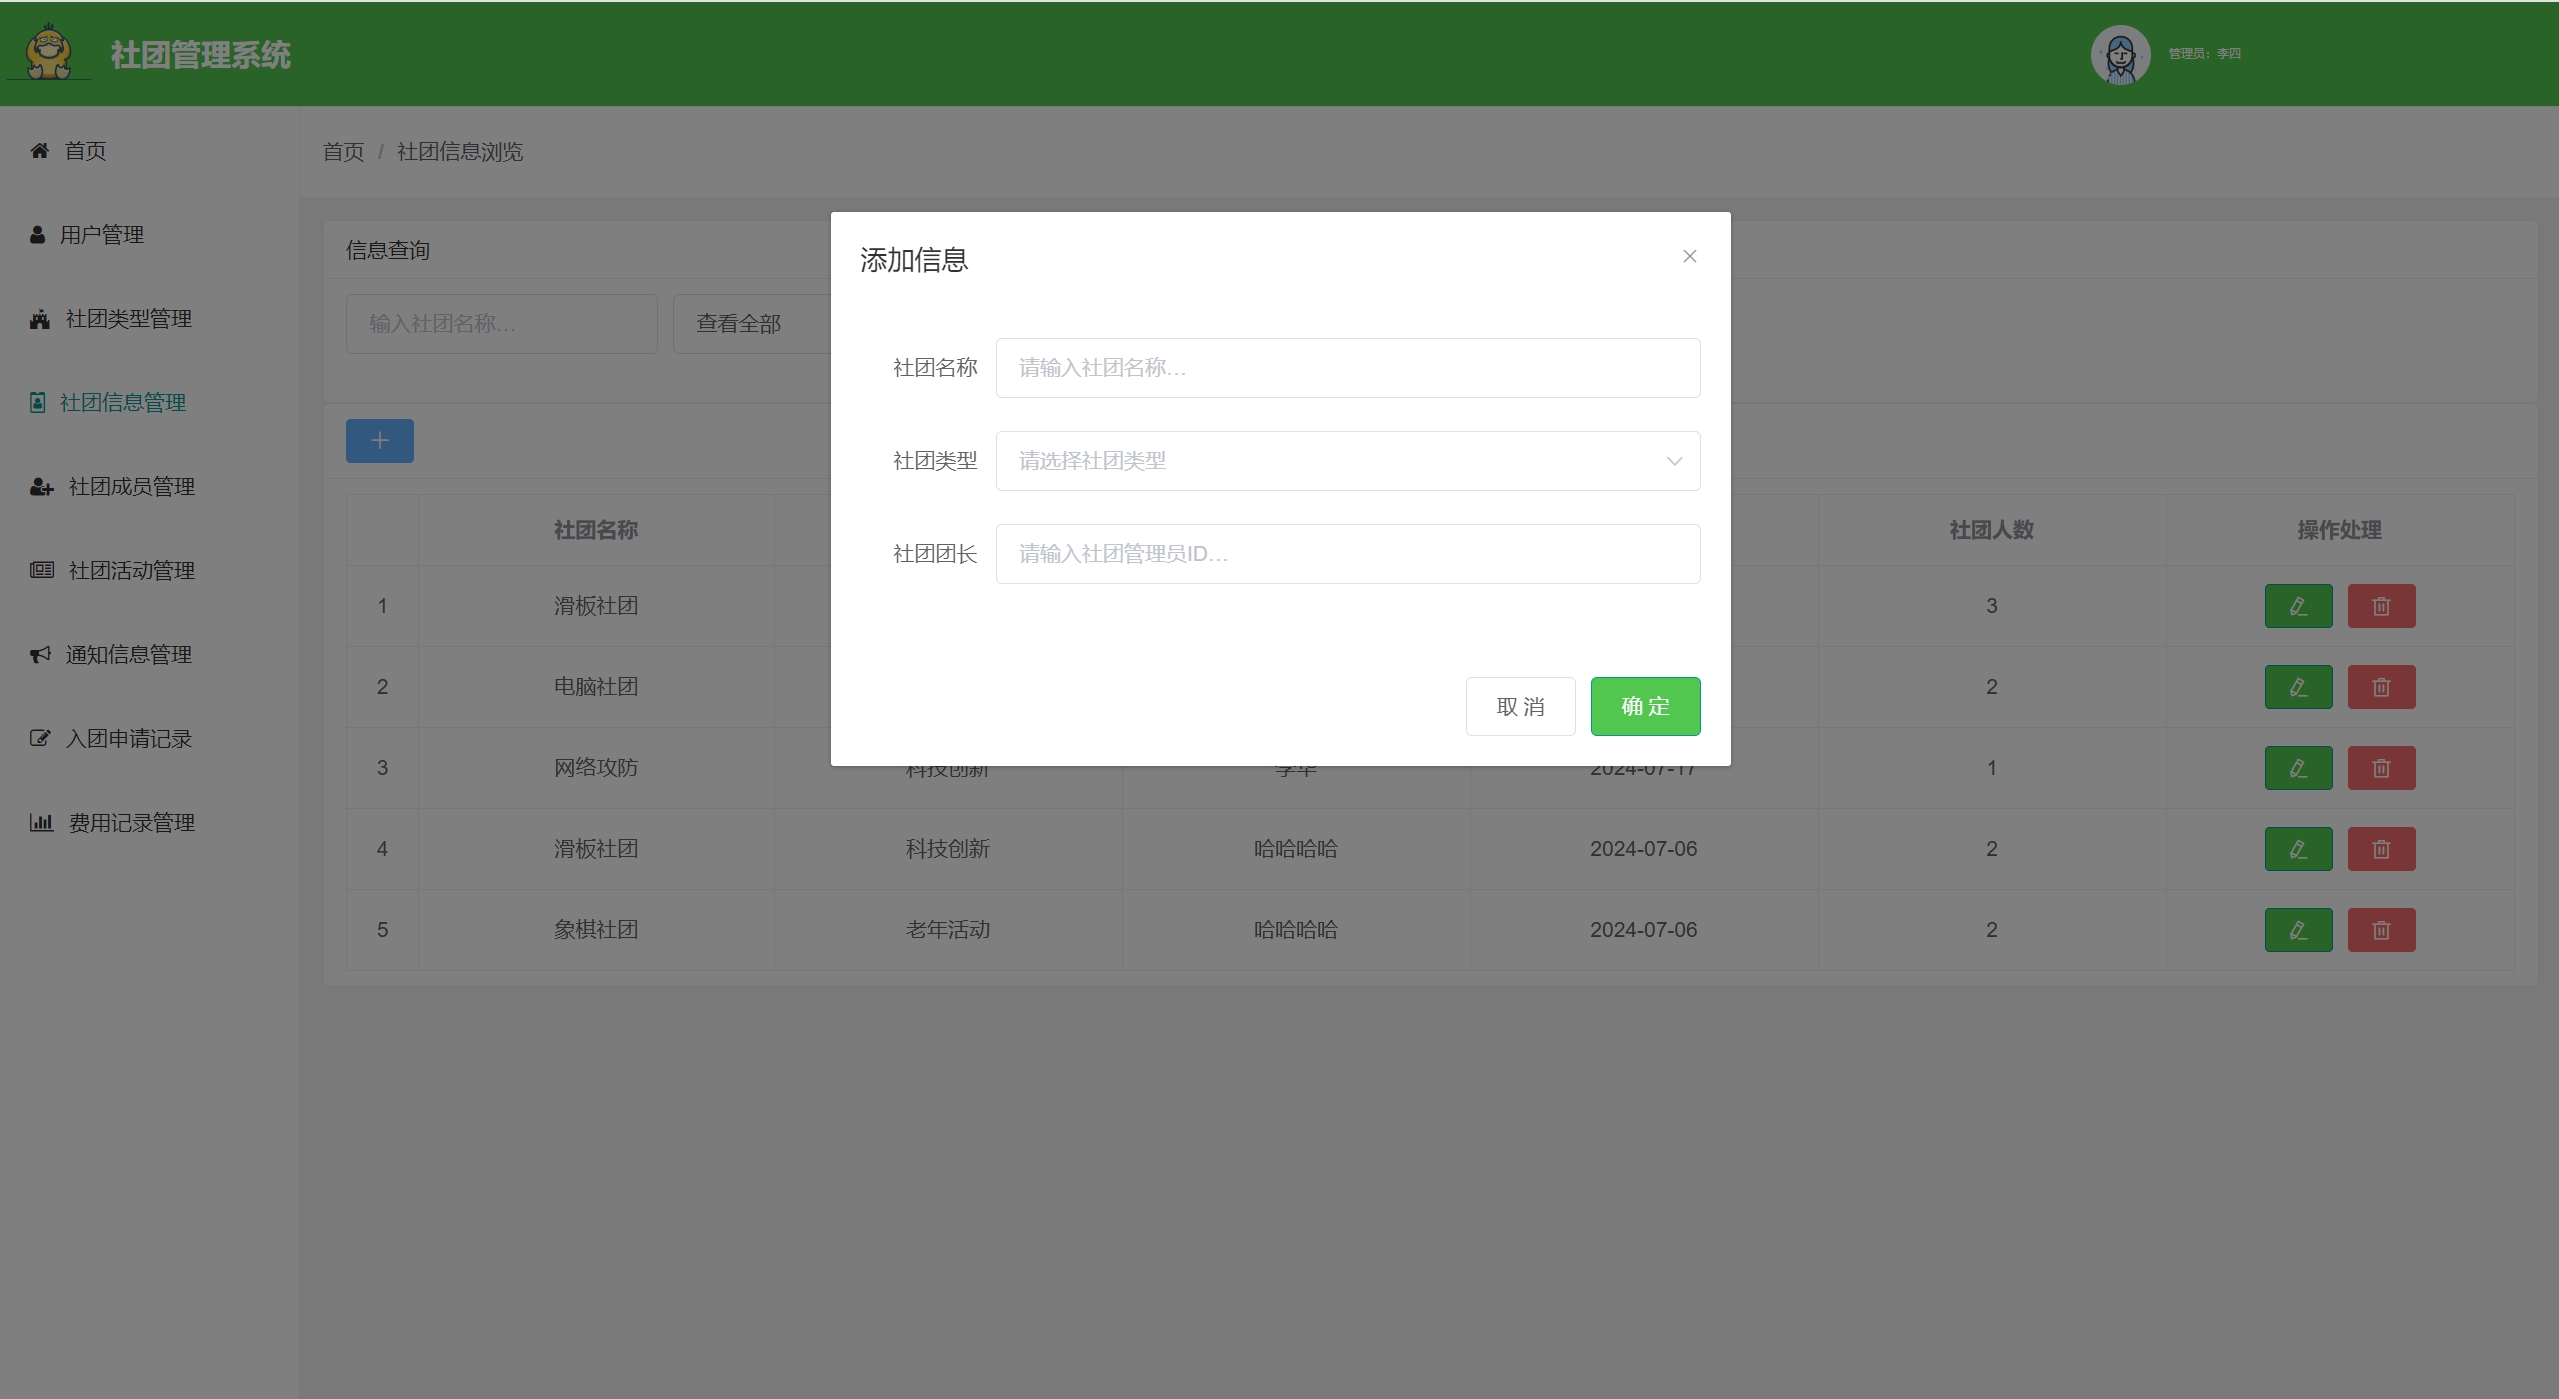 社团管理系统
管理员：李四
首页
用户管理
社团类型管理
社团信息管理
社团成员管理
社团活动管理
通知信息管理
入团申请记录
费用记录管理
首页 / 社团信息浏览
信息查询
输入社团名称…
查看全部
添加信息
社团名称 请输入社团名称…
社团类型 请选择社团类型
社团团长 请输入社团管理员ID…
取 消 确 定
社团名称 社团人数 操作处理
1 滑板社团 3
2 电脑社团 2
3 网络攻防 科技创新 李华 2024-07-17 1
4 滑板社团 科技创新 哈哈哈哈 2024-07-06 2
5 象棋社团 老年活动 哈哈哈哈 2024-07-06 2